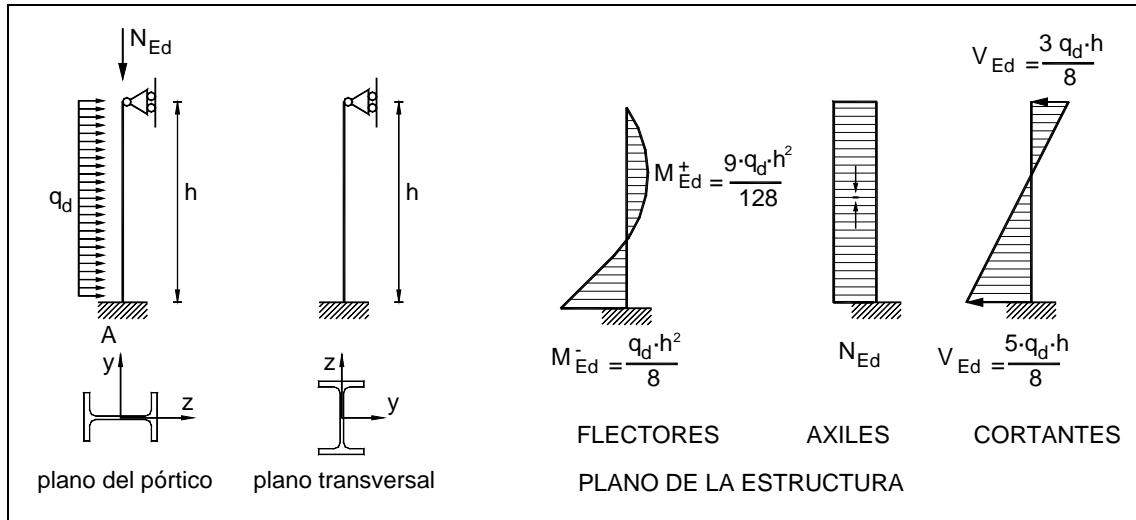 N_Ed
q_d
h
A
y
z
plano del pórtico
h
z
y
plano transversal
M⁺_Ed = 9·q_d·h² / 128
M⁻_Ed = q_d·h² / 8
FLECTORES
N_Ed
AXILES
V_Ed = 3 q_d·h / 8
V_Ed = 5·q_d·h / 8
CORTANTES
PLANO DE LA ESTRUCTURA